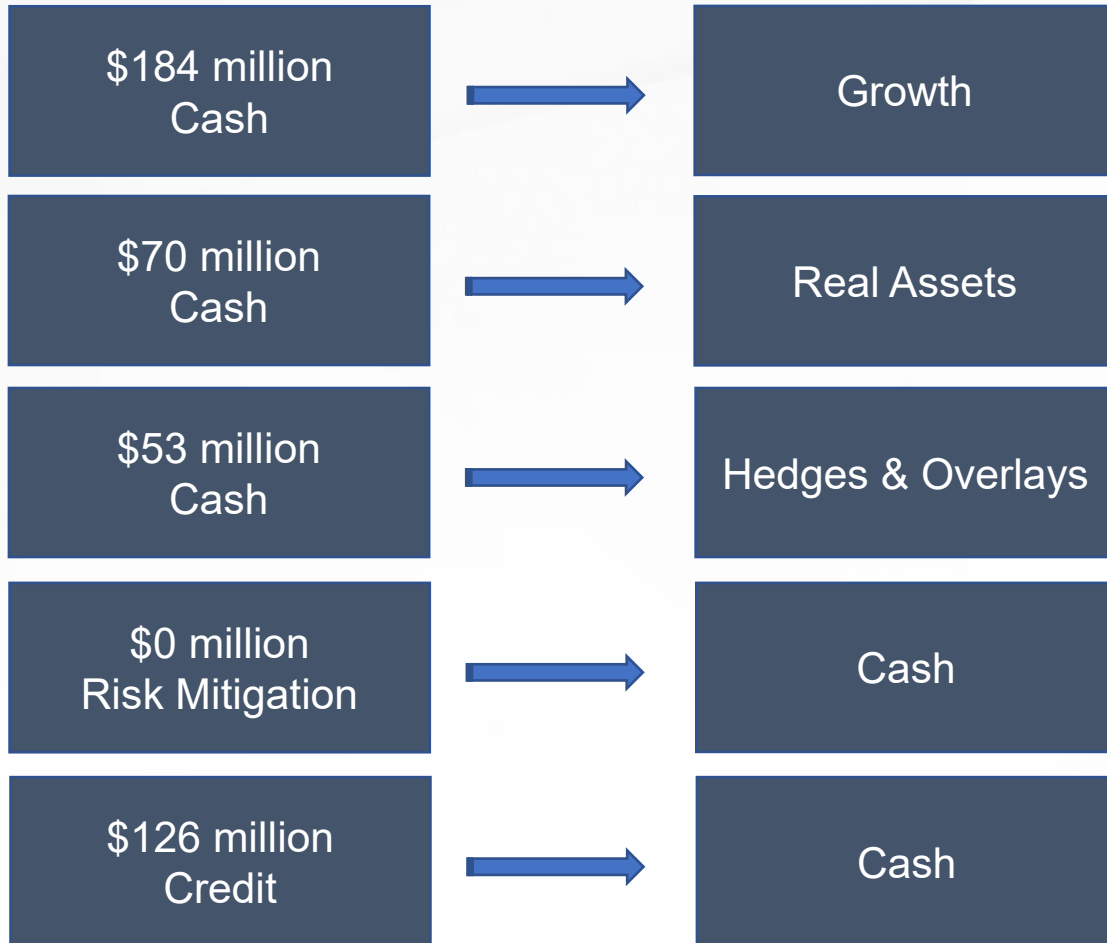 $184 million
Cash
Growth
$70 million
Cash
Real Assets
$53 million
Cash
Hedges & Overlays
$0 million
Risk Mitigation
Cash
$126 million
Credit
Cash